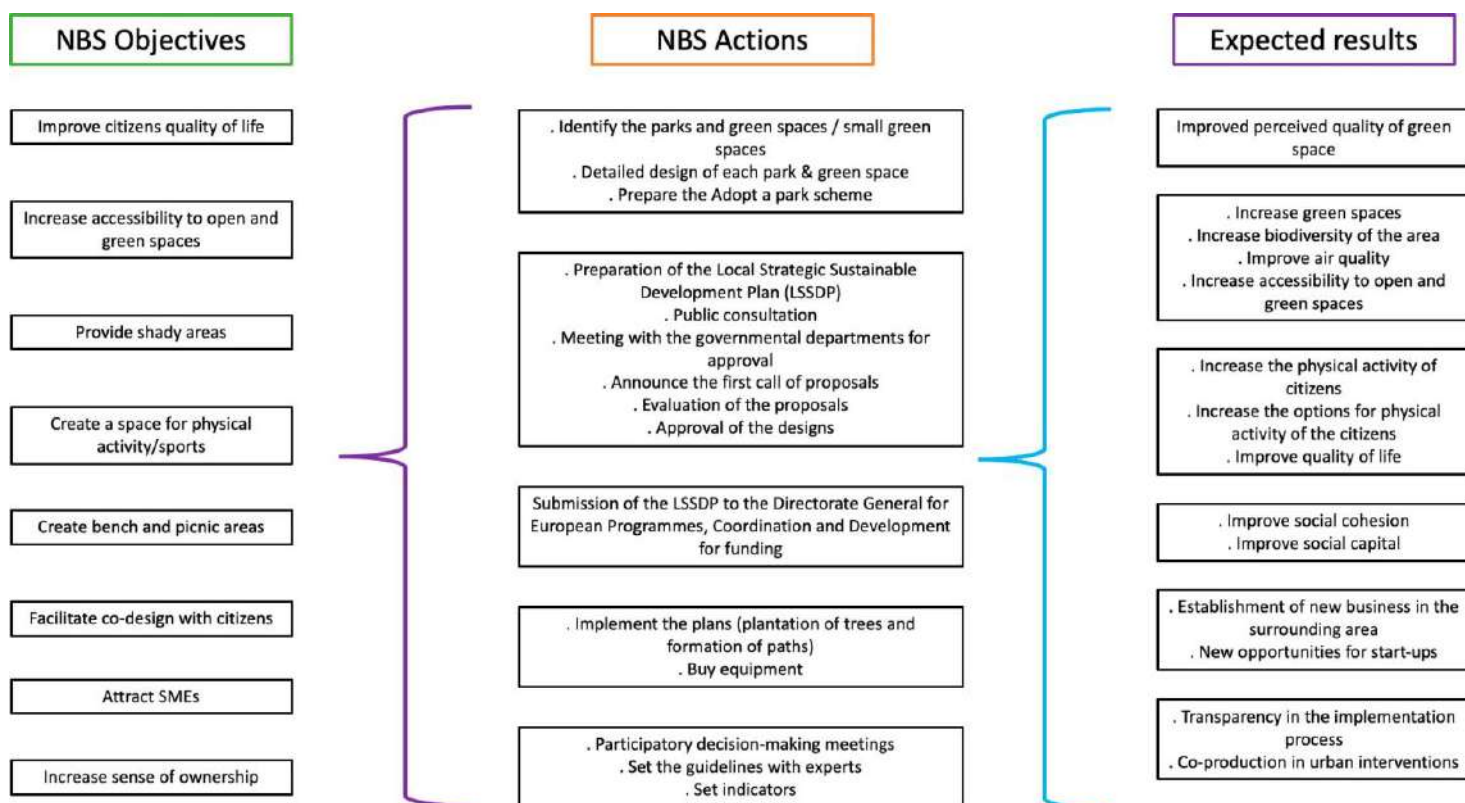 NBS Objectives
Improve citizens quality of life
Increase accessibility to open and
green spaces
Provide shady areas
Create a space for physical
activity/sports
Create bench and picnic areas
Facilitate co-design with citizens
Attract SMEs
Increase sense of ownership
NBS Actions
. Identify the parks and green spaces / small green
spaces
. Detailed design of each park & green space
. Prepare the Adopt a park scheme
. Preparation of the Local Strategic Sustainable
Development Plan (LSSDP)
. Public consultation
. Meeting with the governmental departments for
approval
. Announce the first call of proposals
. Evaluation of the proposals
. Approval of the designs
Submission of the LSSDP to the Directorate General for
European Programmes, Coordination and Development
for funding
. Implement the plans (plantation of trees and
formation of paths)
. Buy equipment
. Participatory decision-making meetings
. Set the guidelines with experts
. Set indicators
Expected results
Improved perceived quality of green
space
. Increase green spaces
. Increase biodiversity of the area
. Improve air quality
. Increase accessibility to open and
green spaces
. Increase the physical activity of
citizens
. Increase the options for physical
activity of the citizens
. Improve quality of life
. Improve social cohesion
. Improve social capital
. Establishment of new business in the
surrounding area
. New opportunities for start-ups
. Transparency in the implementation
process
. Co-production in urban interventions